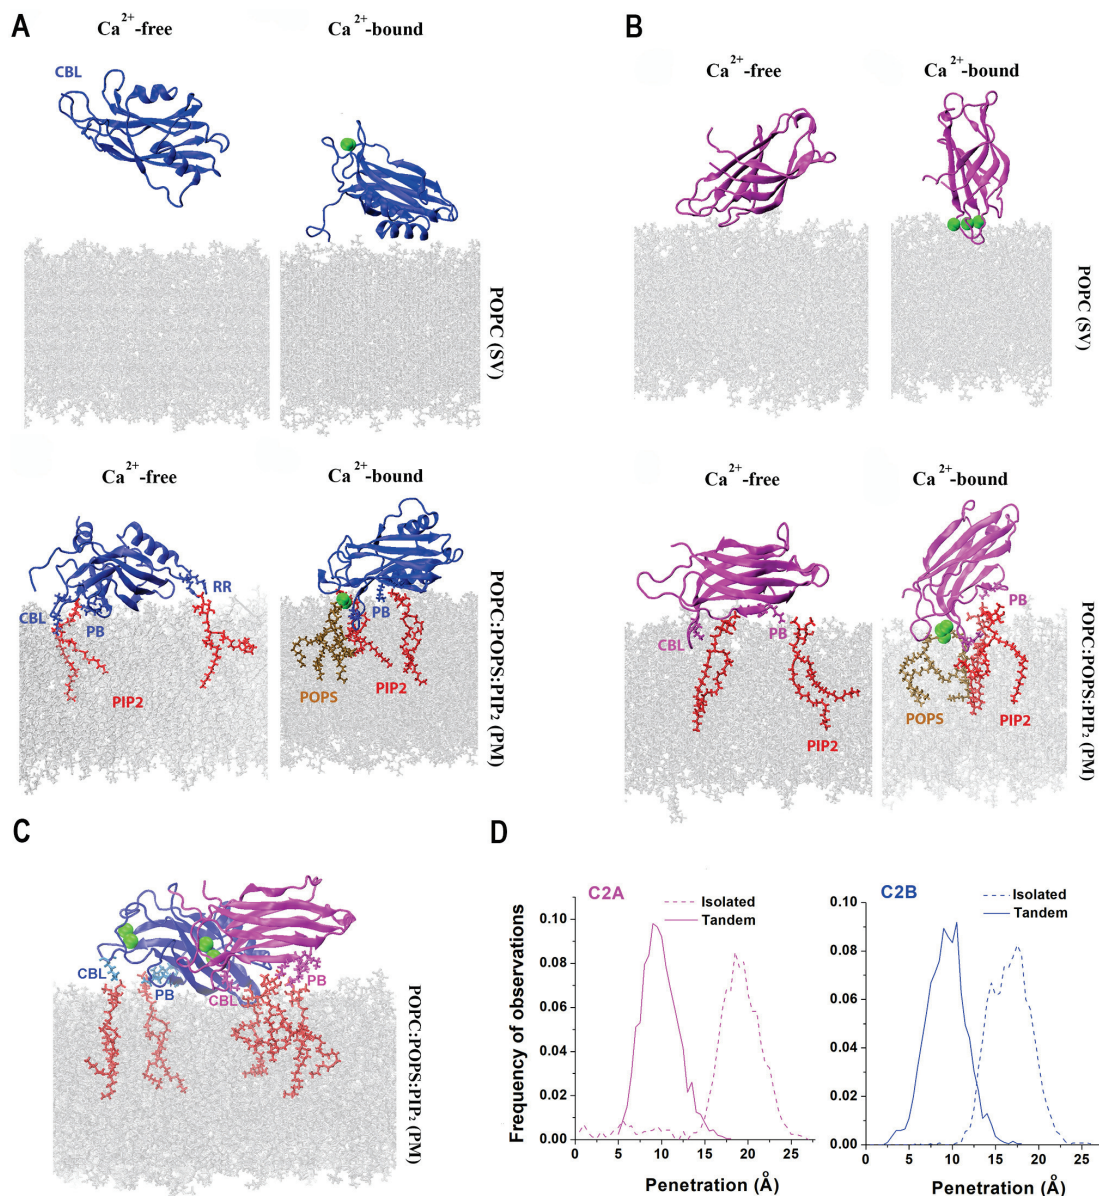 A
Ca2+-free
Ca2+-bound
CBL
POPC (SV)
Ca2+-free
Ca2+-bound
CBL
PB
RR
PIP2
PB
POPS
PIP2
POPC:POPS:PIP2 (PM)
B
Ca2+-free
Ca2+-bound
POPC (SV)
Ca2+-free
Ca2+-bound
CBL
PB
PIP2
PB
POPS
PIP2
POPC:POPS:PIP2 (PM)
C
CBL
PB
CBL
PB
POPC:POPS:PIP2 (PM)
D
C2A
Isolated
Tandem
Frequency of observations
0.10
0.08
0.06
0.04
0.02
0.00
0 5 10 15 20 25
Penetration (Å)
C2B
Isolated
Tandem
0.10
0.08
0.06
0.04
0.02
0.00
0 5 10 15 20 25
Penetration (Å)